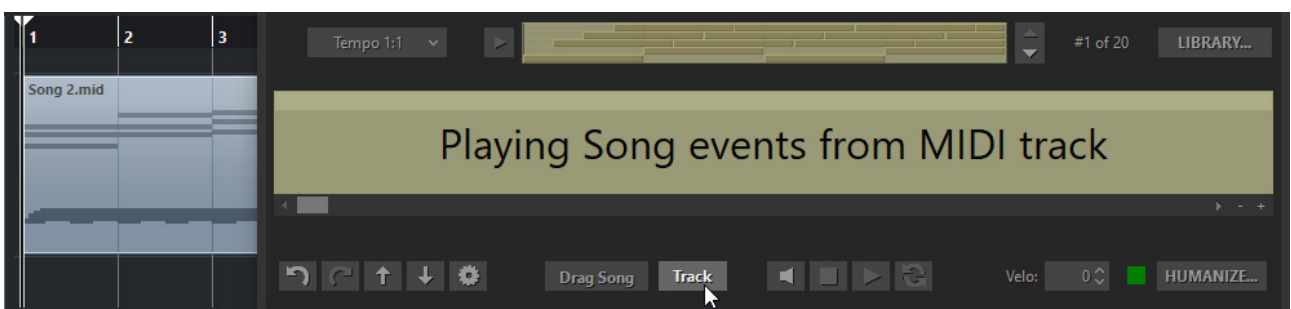 1 2 3
Tempo 1:1
#1 of 20
LIBRARY...
Song 2.mid
Playing Song events from MIDI track
- +
Drag Song
Track
Velo:
0
HUMANIZE...